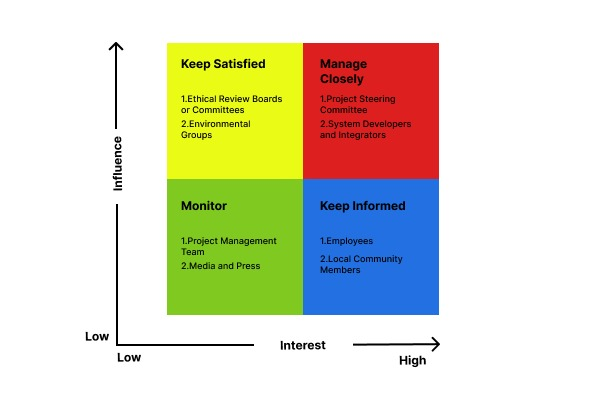 Keep Satisfied
1.Ethical Review Boards
or Committees
2.Environmental
Groups
Manage
Closely
1.Project Steering
Committee
2.System Developers
and Integrators
Influence
Monitor
1.Project Management
Team
2.Media and Press
Keep Informed
1.Employees
2.Local Community
Members
Low
Low
Interest
High